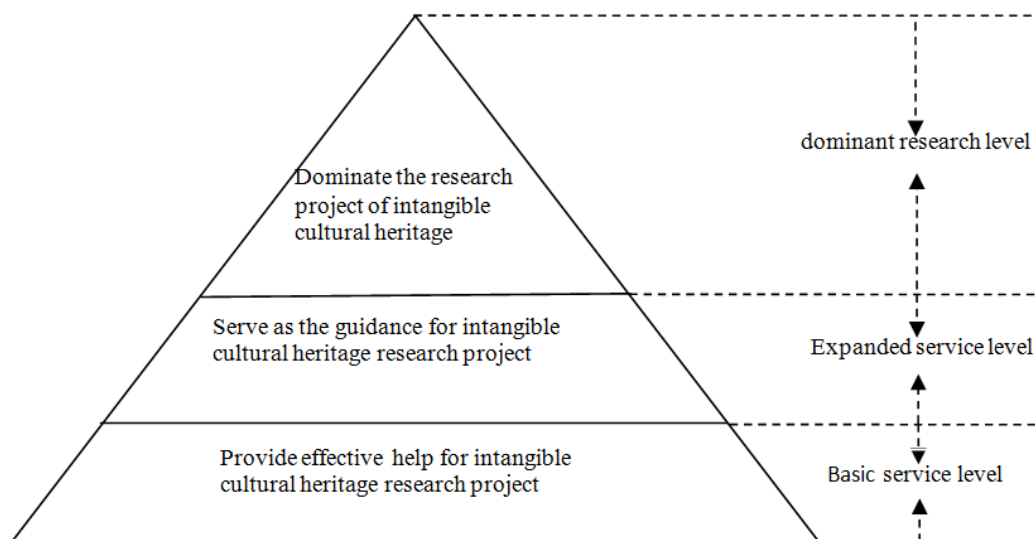 dominant research level
Dominate the research
project of intangible
cultural heritage
Serve as the guidance for intangible
cultural heritage research project
Expanded service level
Provide effective help for intangible
cultural heritage research project
Basic service level